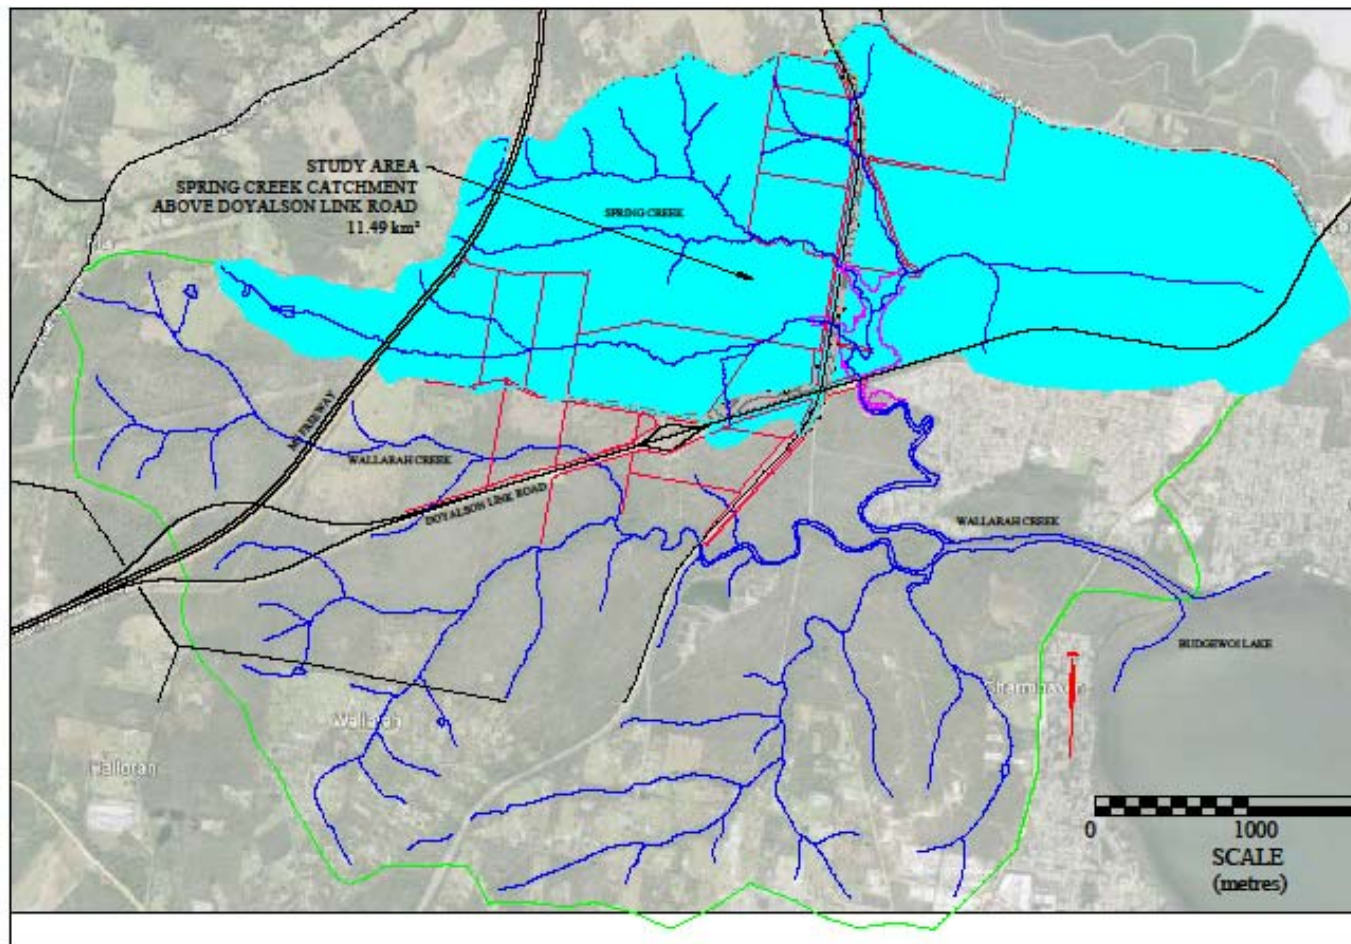 STUDY AREA
SPRING CREEK CATCHMENT
ABOVE DOYALSON LINK ROAD
11.49 km²
SPRING CREEK
M1 FREEWAY
WALLARAH CREEK
DOYALSON LINK ROAD
WALLARAH CREEK
BUDGEWOI LAKE
Wallarah
Halloran
0 1000
SCALE
(metres)